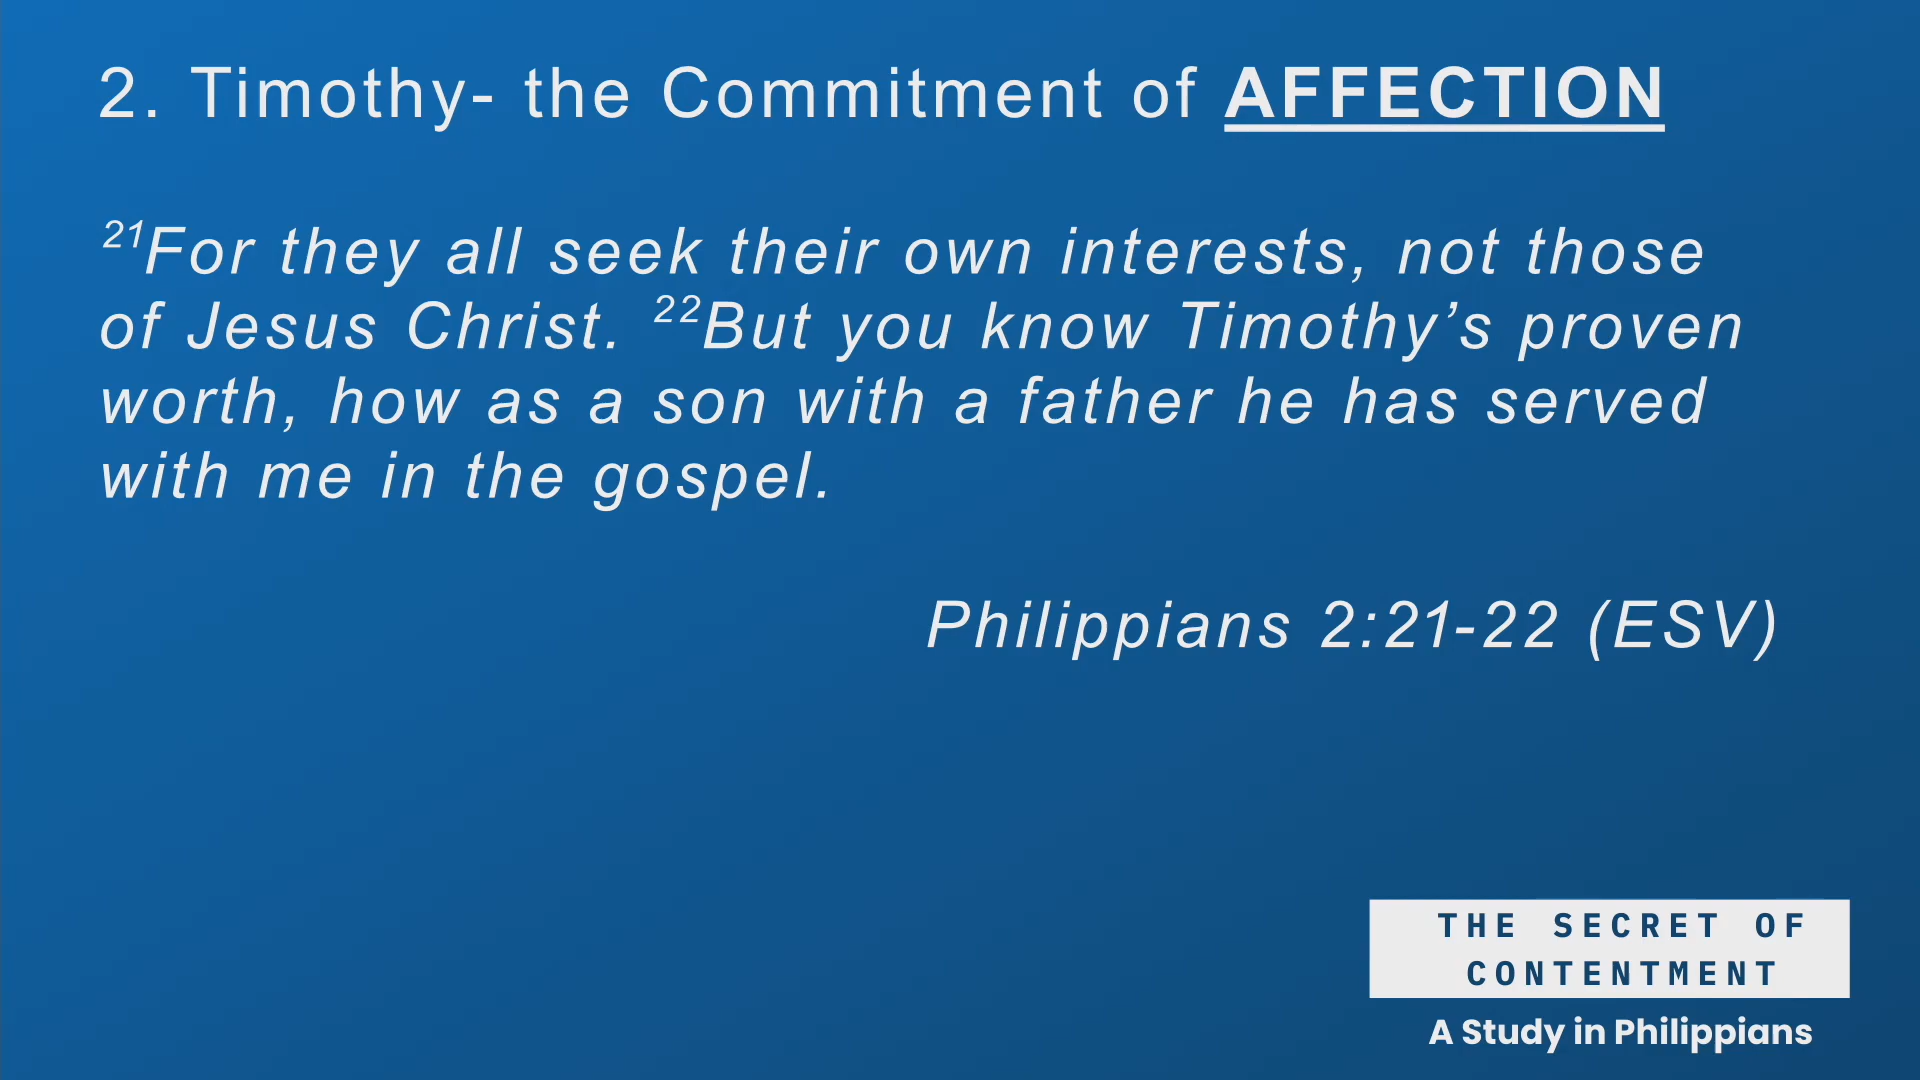 2. Timothy- the Commitment of AFFECTION
21For they all seek their own interests, not those
of Jesus Christ. 22But you know Timothy’s proven
worth, how as a son with a father he has served
with me in the gospel.
Philippians 2:21-22 (ESV)
THE SECRET OF
CONTENTMENT
A Study in Philippians